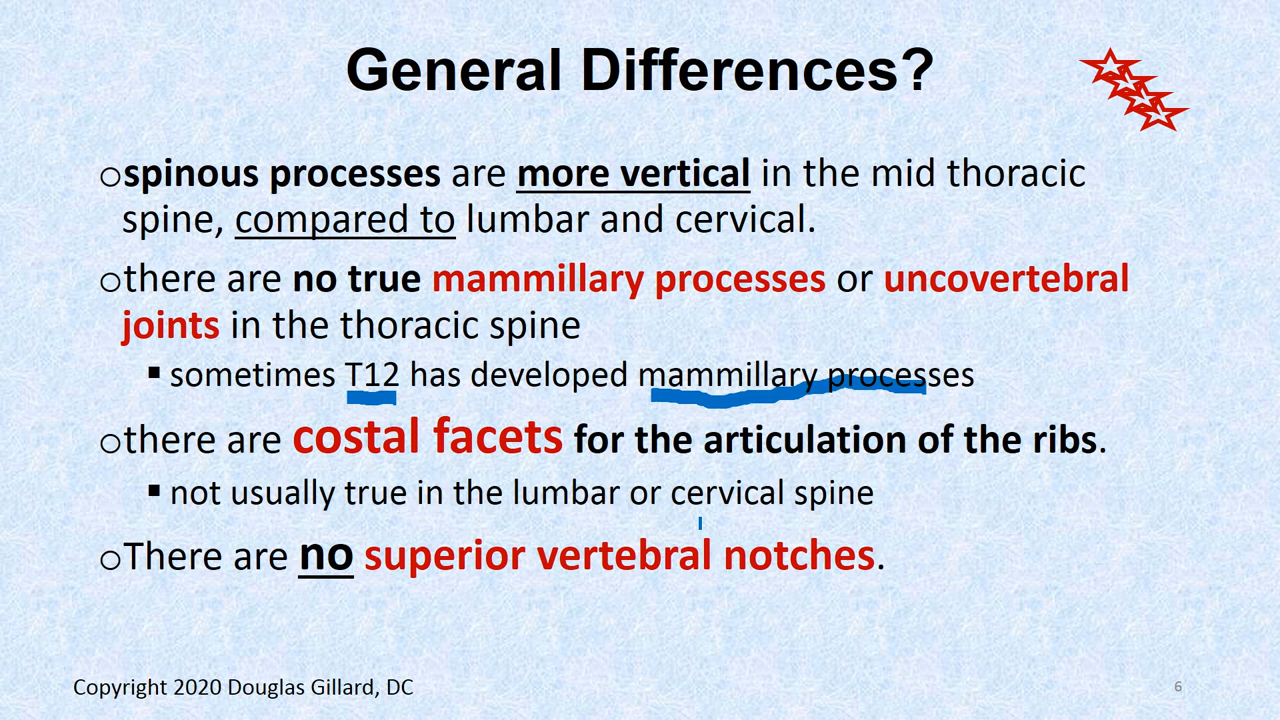 General Differences?
○spinous processes are more vertical in the mid thoracic
spine, compared to lumbar and cervical.
○there are no true mammillary processes or uncovertebral
joints in the thoracic spine
▪ sometimes T12 has developed mammillary processes
○there are costal facets for the articulation of the ribs.
▪ not usually true in the lumbar or cervical spine
○There are no superior vertebral notches.
Copyright 2020 Douglas Gillard, DC
6